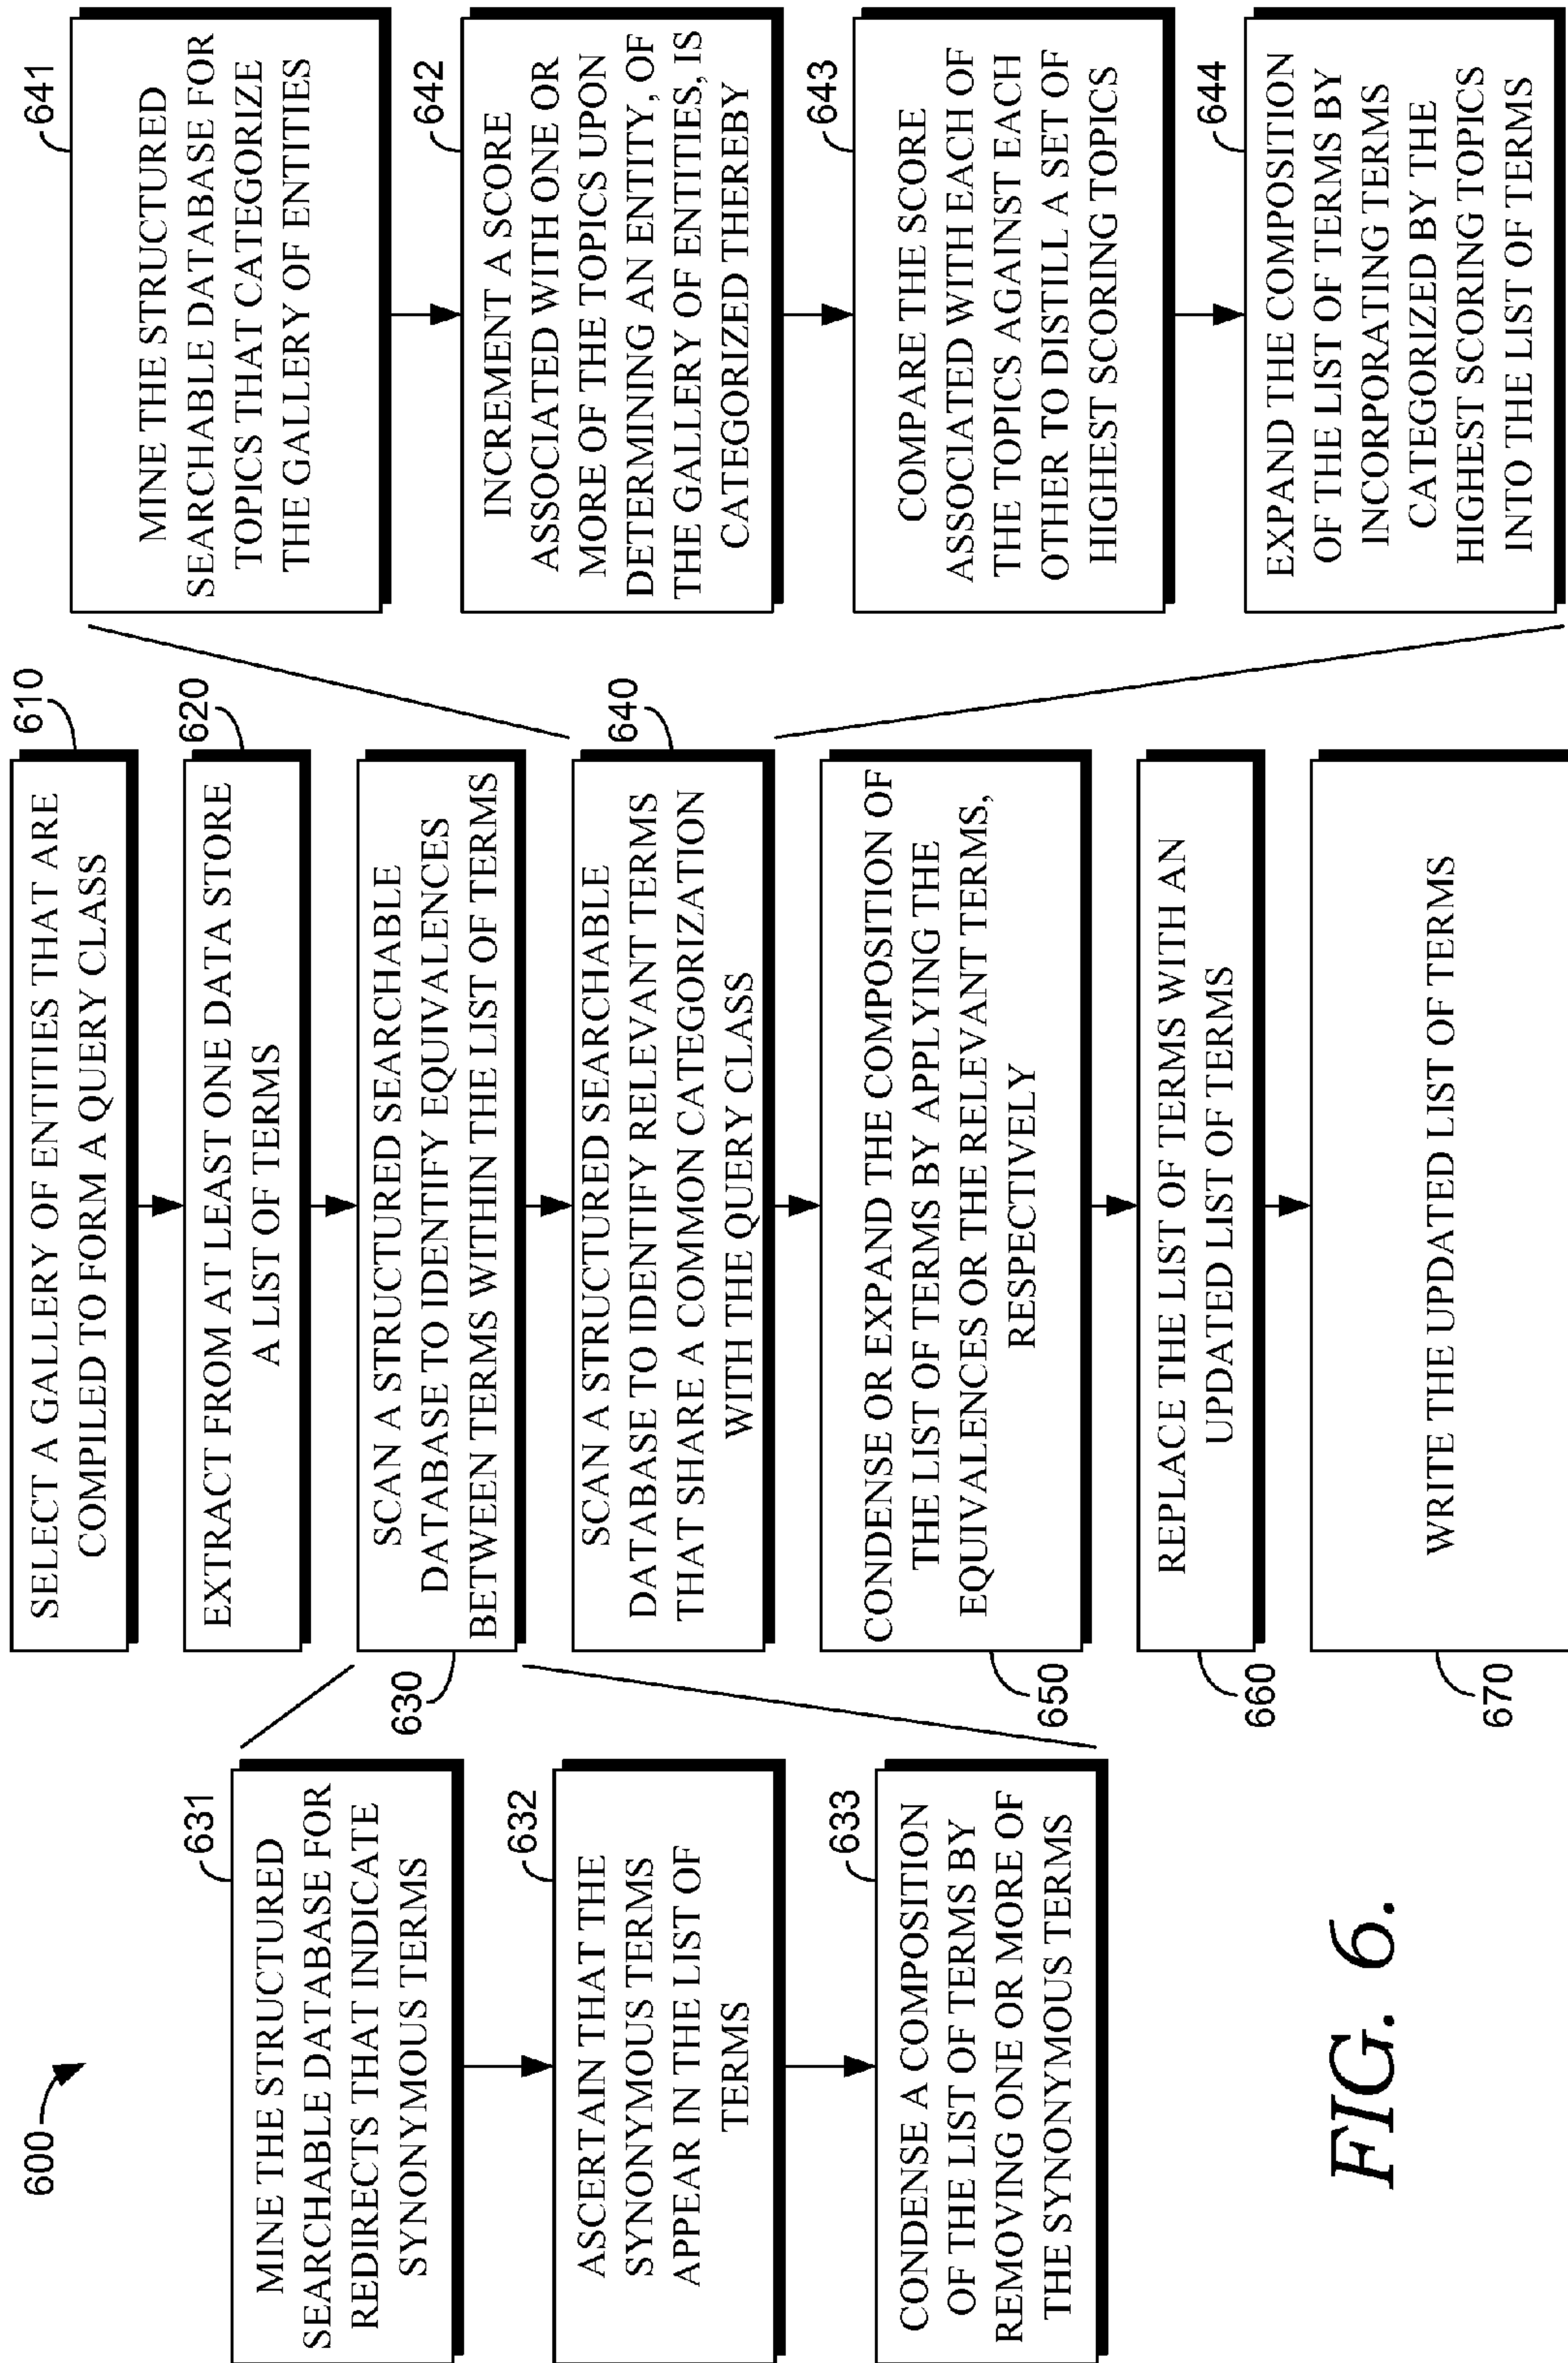 600
SELECT A GALLERY OF ENTITIES THAT ARE
COMPILED TO FORM A QUERY CLASS
610
EXTRACT FROM AT LEAST ONE DATA STORE
A LIST OF TERMS
620
SCAN A STRUCTURED SEARCHABLE
DATABASE TO IDENTIFY EQUIVALENCES
BETWEEN TERMS WITHIN THE LIST OF TERMS
630
MINE THE STRUCTURED
SEARCHABLE DATABASE FOR
REDIRECTS THAT INDICATE
SYNONYMOUS TERMS
631
ASCERTAIN THAT THE
SYNONYMOUS TERMS
APPEAR IN THE LIST OF
TERMS
632
CONDENSE A COMPOSITION
OF THE LIST OF TERMS BY
REMOVING ONE OR MORE OF
THE SYNONYMOUS TERMS
633
SCAN A STRUCTURED SEARCHABLE
DATABASE TO IDENTIFY RELEVANT TERMS
THAT SHARE A COMMON CATEGORIZATION
WITH THE QUERY CLASS
640
MINE THE STRUCTURED
SEARCHABLE DATABASE FOR
TOPICS THAT CATEGORIZE
THE GALLERY OF ENTITIES
641
INCREMENT A SCORE
ASSOCIATED WITH ONE OR
MORE OF THE TOPICS UPON
DETERMINING AN ENTITY, OF
THE GALLERY OF ENTITIES, IS
CATEGORIZED THEREBY
642
COMPARE THE SCORE
ASSOCIATED WITH EACH OF
THE TOPICS AGAINST EACH
OTHER TO DISTILL A SET OF
HIGHEST SCORING TOPICS
643
EXPAND THE COMPOSITION
OF THE LIST OF TERMS BY
INCORPORATING TERMS
CATEGORIZED BY THE
HIGHEST SCORING TOPICS
INTO THE LIST OF TERMS
644
CONDENSE OR EXPAND THE COMPOSITION OF
THE LIST OF TERMS BY APPLYING THE
EQUIVALENCES OR THE RELEVANT TERMS,
RESPECTIVELY
650
REPLACE THE LIST OF TERMS WITH AN
UPDATED LIST OF TERMS
660
WRITE THE UPDATED LIST OF TERMS
670
FIG. 6.